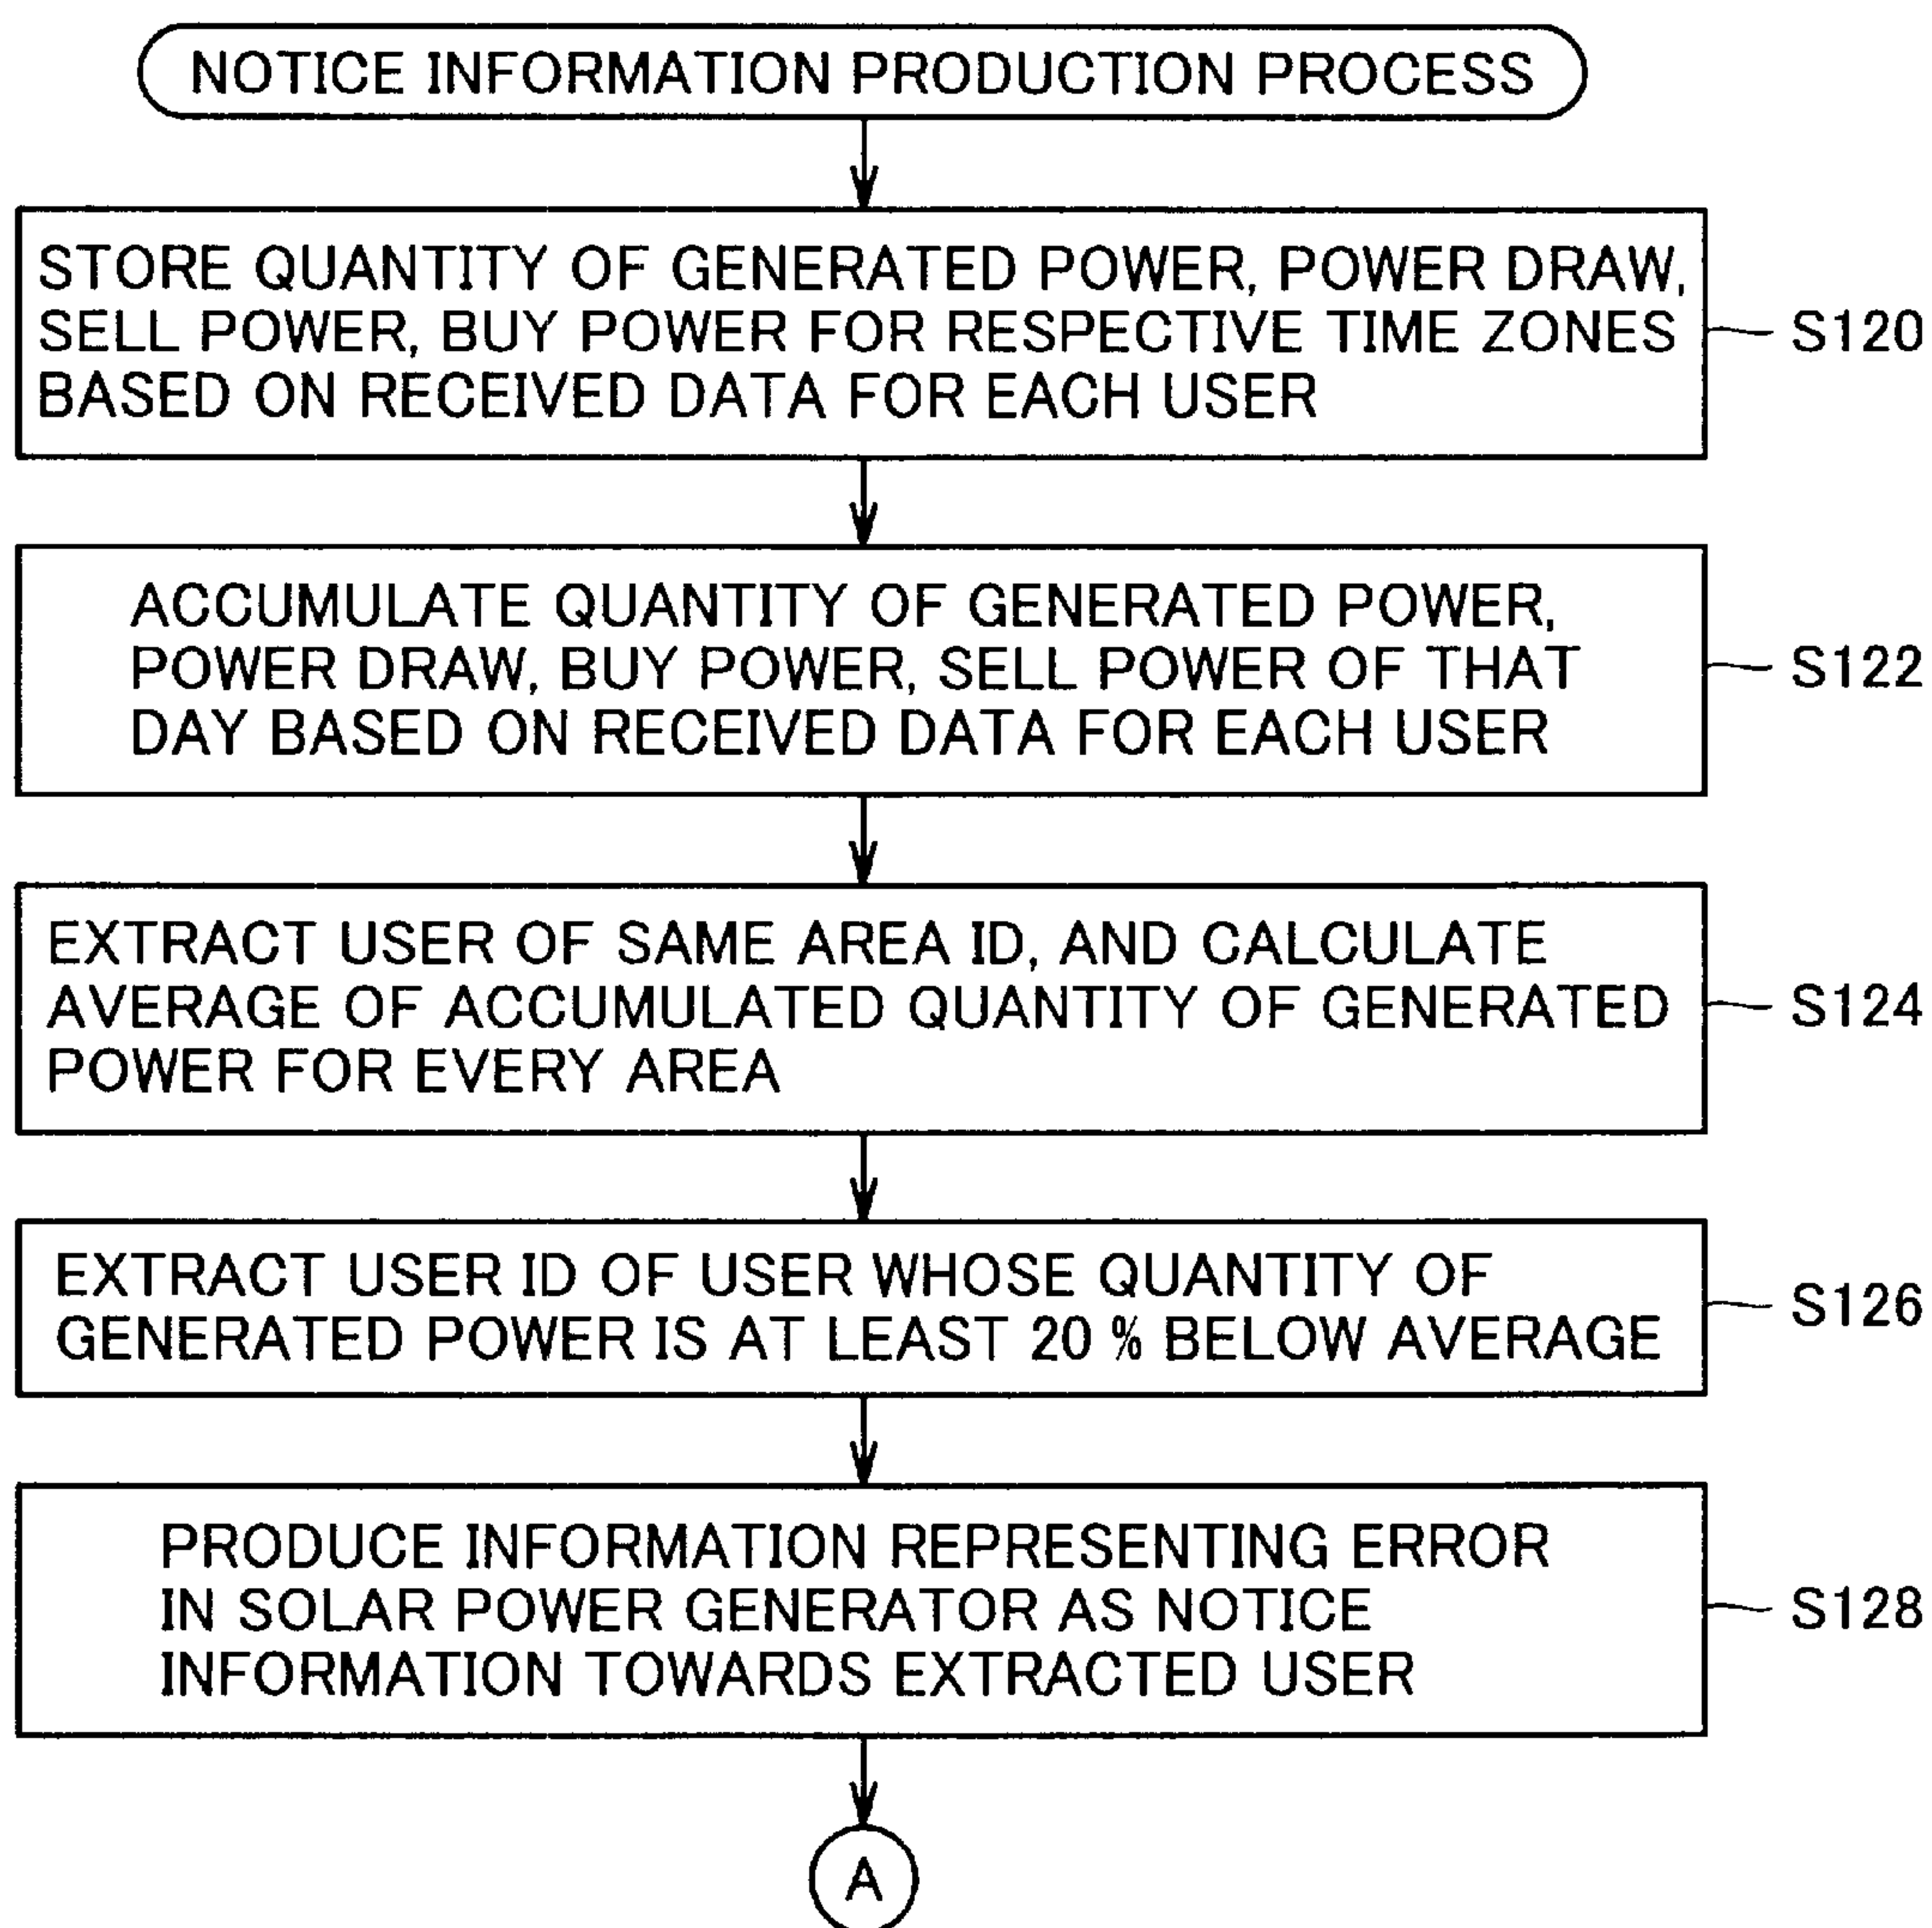 NOTICE INFORMATION PRODUCTION PROCESS
STORE QUANTITY OF GENERATED POWER, POWER DRAW,
SELL POWER, BUY POWER FOR RESPECTIVE TIME ZONES
BASED ON RECEIVED DATA FOR EACH USER
S120
ACCUMULATE QUANTITY OF GENERATED POWER,
POWER DRAW, BUY POWER, SELL POWER OF THAT
DAY BASED ON RECEIVED DATA FOR EACH USER
S122
EXTRACT USER OF SAME AREA ID, AND CALCULATE
AVERAGE OF ACCUMULATED QUANTITY OF GENERATED
POWER FOR EVERY AREA
S124
EXTRACT USER ID OF USER WHOSE QUANTITY OF
GENERATED POWER IS AT LEAST 20 % BELOW AVERAGE
S126
PRODUCE INFORMATION REPRESENTING ERROR
IN SOLAR POWER GENERATOR AS NOTICE
INFORMATION TOWARDS EXTRACTED USER
S128
A